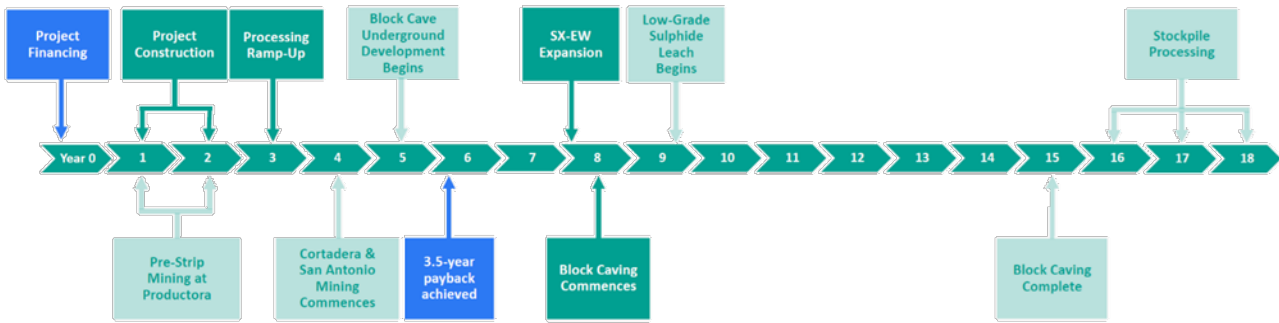 Project
Financing
Project
Construction
Processing
Ramp-Up
Block Cave
Underground
Development
Begins
SX-EW
Expansion
Low-Grade
Sulphide
Leach
Begins
Stockpile
Processing
Year 0
1
2
3
4
5
6
7
8
9
10
11
12
13
14
15
16
17
18
Pre-Strip
Mining at
Productora
Cortadera &
San Antonio
Mining
Commences
3.5-year
payback
achieved
Block Caving
Commences
Block Caving
Complete